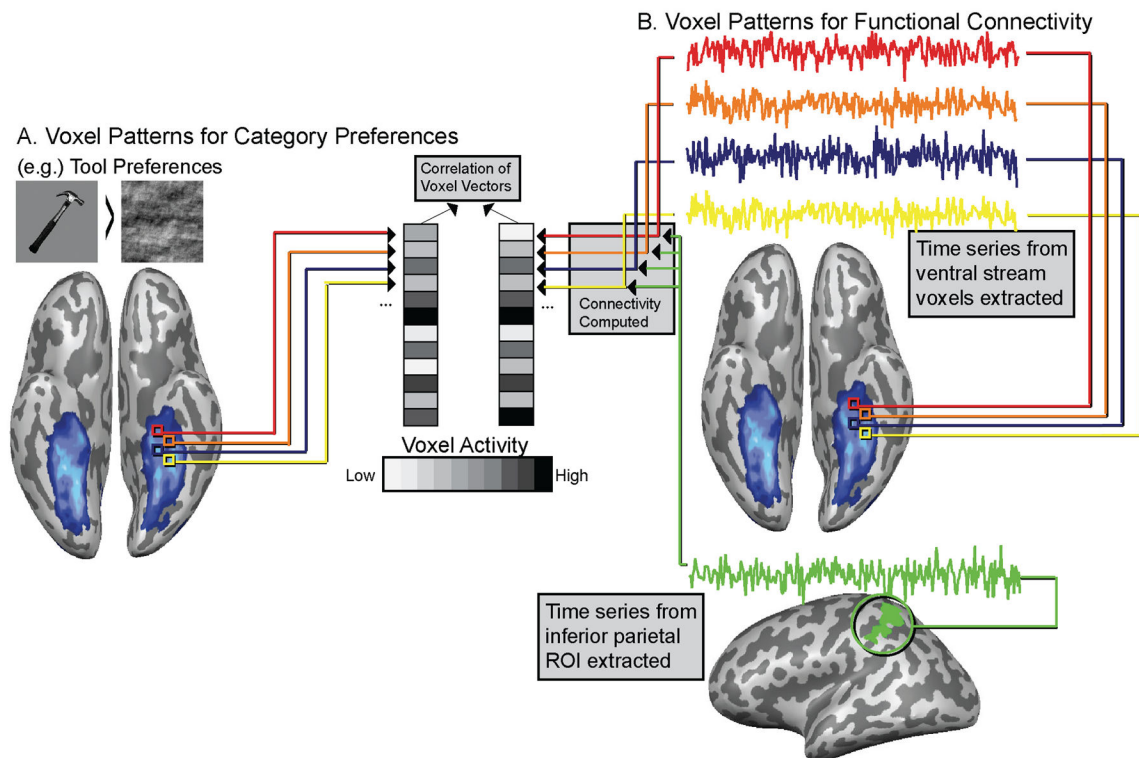 B. Voxel Patterns for Functional Connectivity
A. Voxel Patterns for Category Preferences
(e.g.) Tool Preferences
Correlation of
Voxel Vectors
...
...
Connectivity
Computed
Time series from
ventral stream
voxels extracted
Voxel Activity
Low
High
Time series from
inferior parietal
ROI extracted